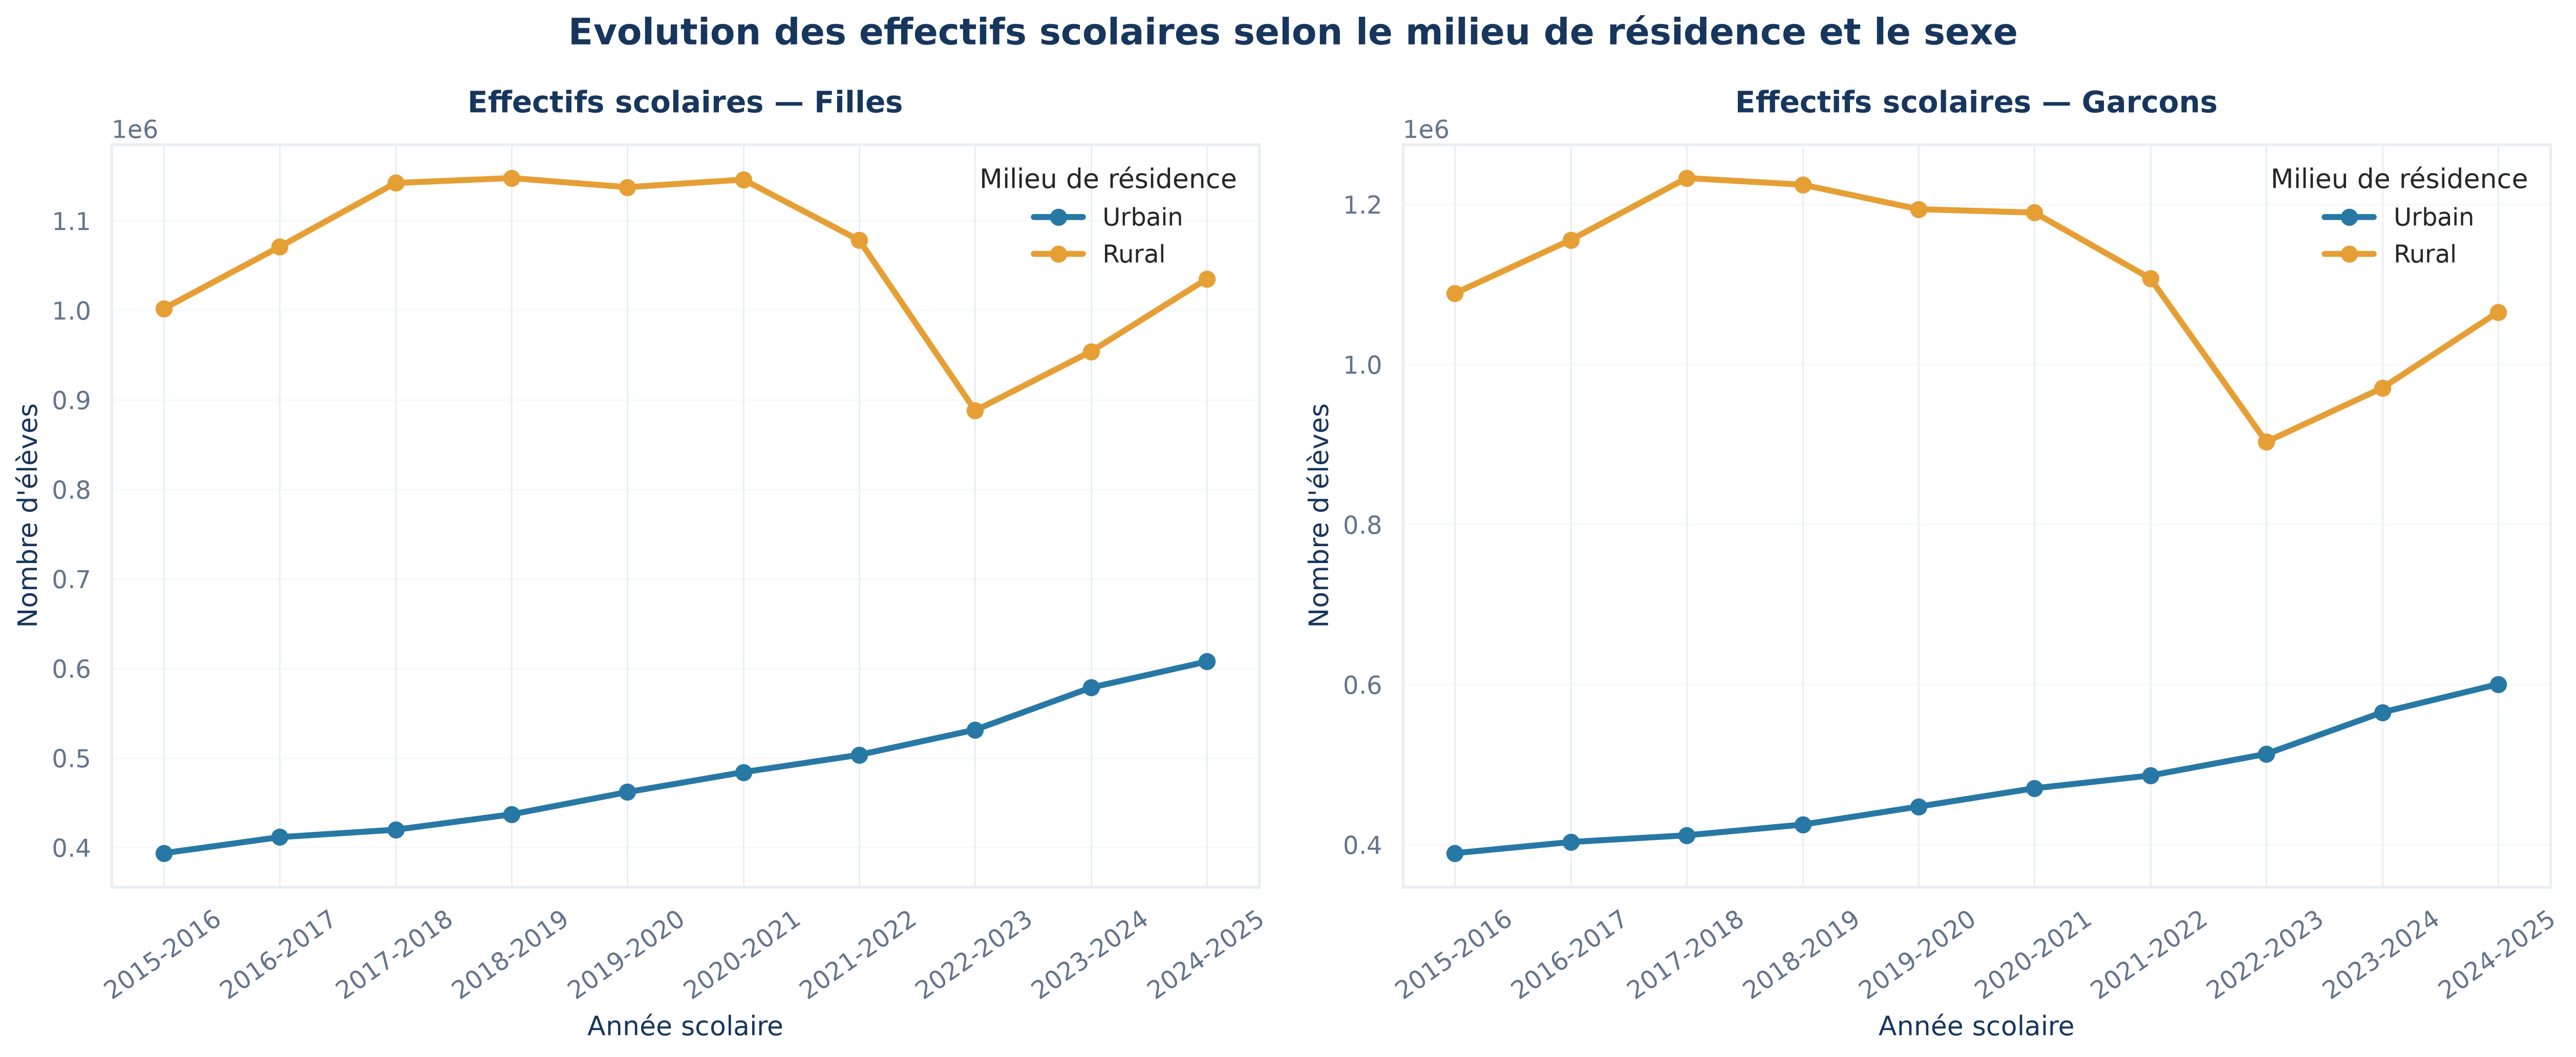 Evolution des effectifs scolaires selon le milieu de résidence et le sexe
Effectifs scolaires — Filles
1e6
Milieu de résidence
Urbain
Rural
1.1
1.0
0.9
0.8
0.7
0.6
0.5
0.4
Nombre d'élèves
2015-2016
2016-2017
2017-2018
2018-2019
2019-2020
2020-2021
2021-2022
2022-2023
2023-2024
2024-2025
Année scolaire
Effectifs scolaires — Garcons
1e6
Milieu de résidence
Urbain
Rural
1.2
1.0
0.8
0.6
0.4
Nombre d'élèves
2015-2016
2016-2017
2017-2018
2018-2019
2019-2020
2020-2021
2021-2022
2022-2023
2023-2024
2024-2025
Année scolaire